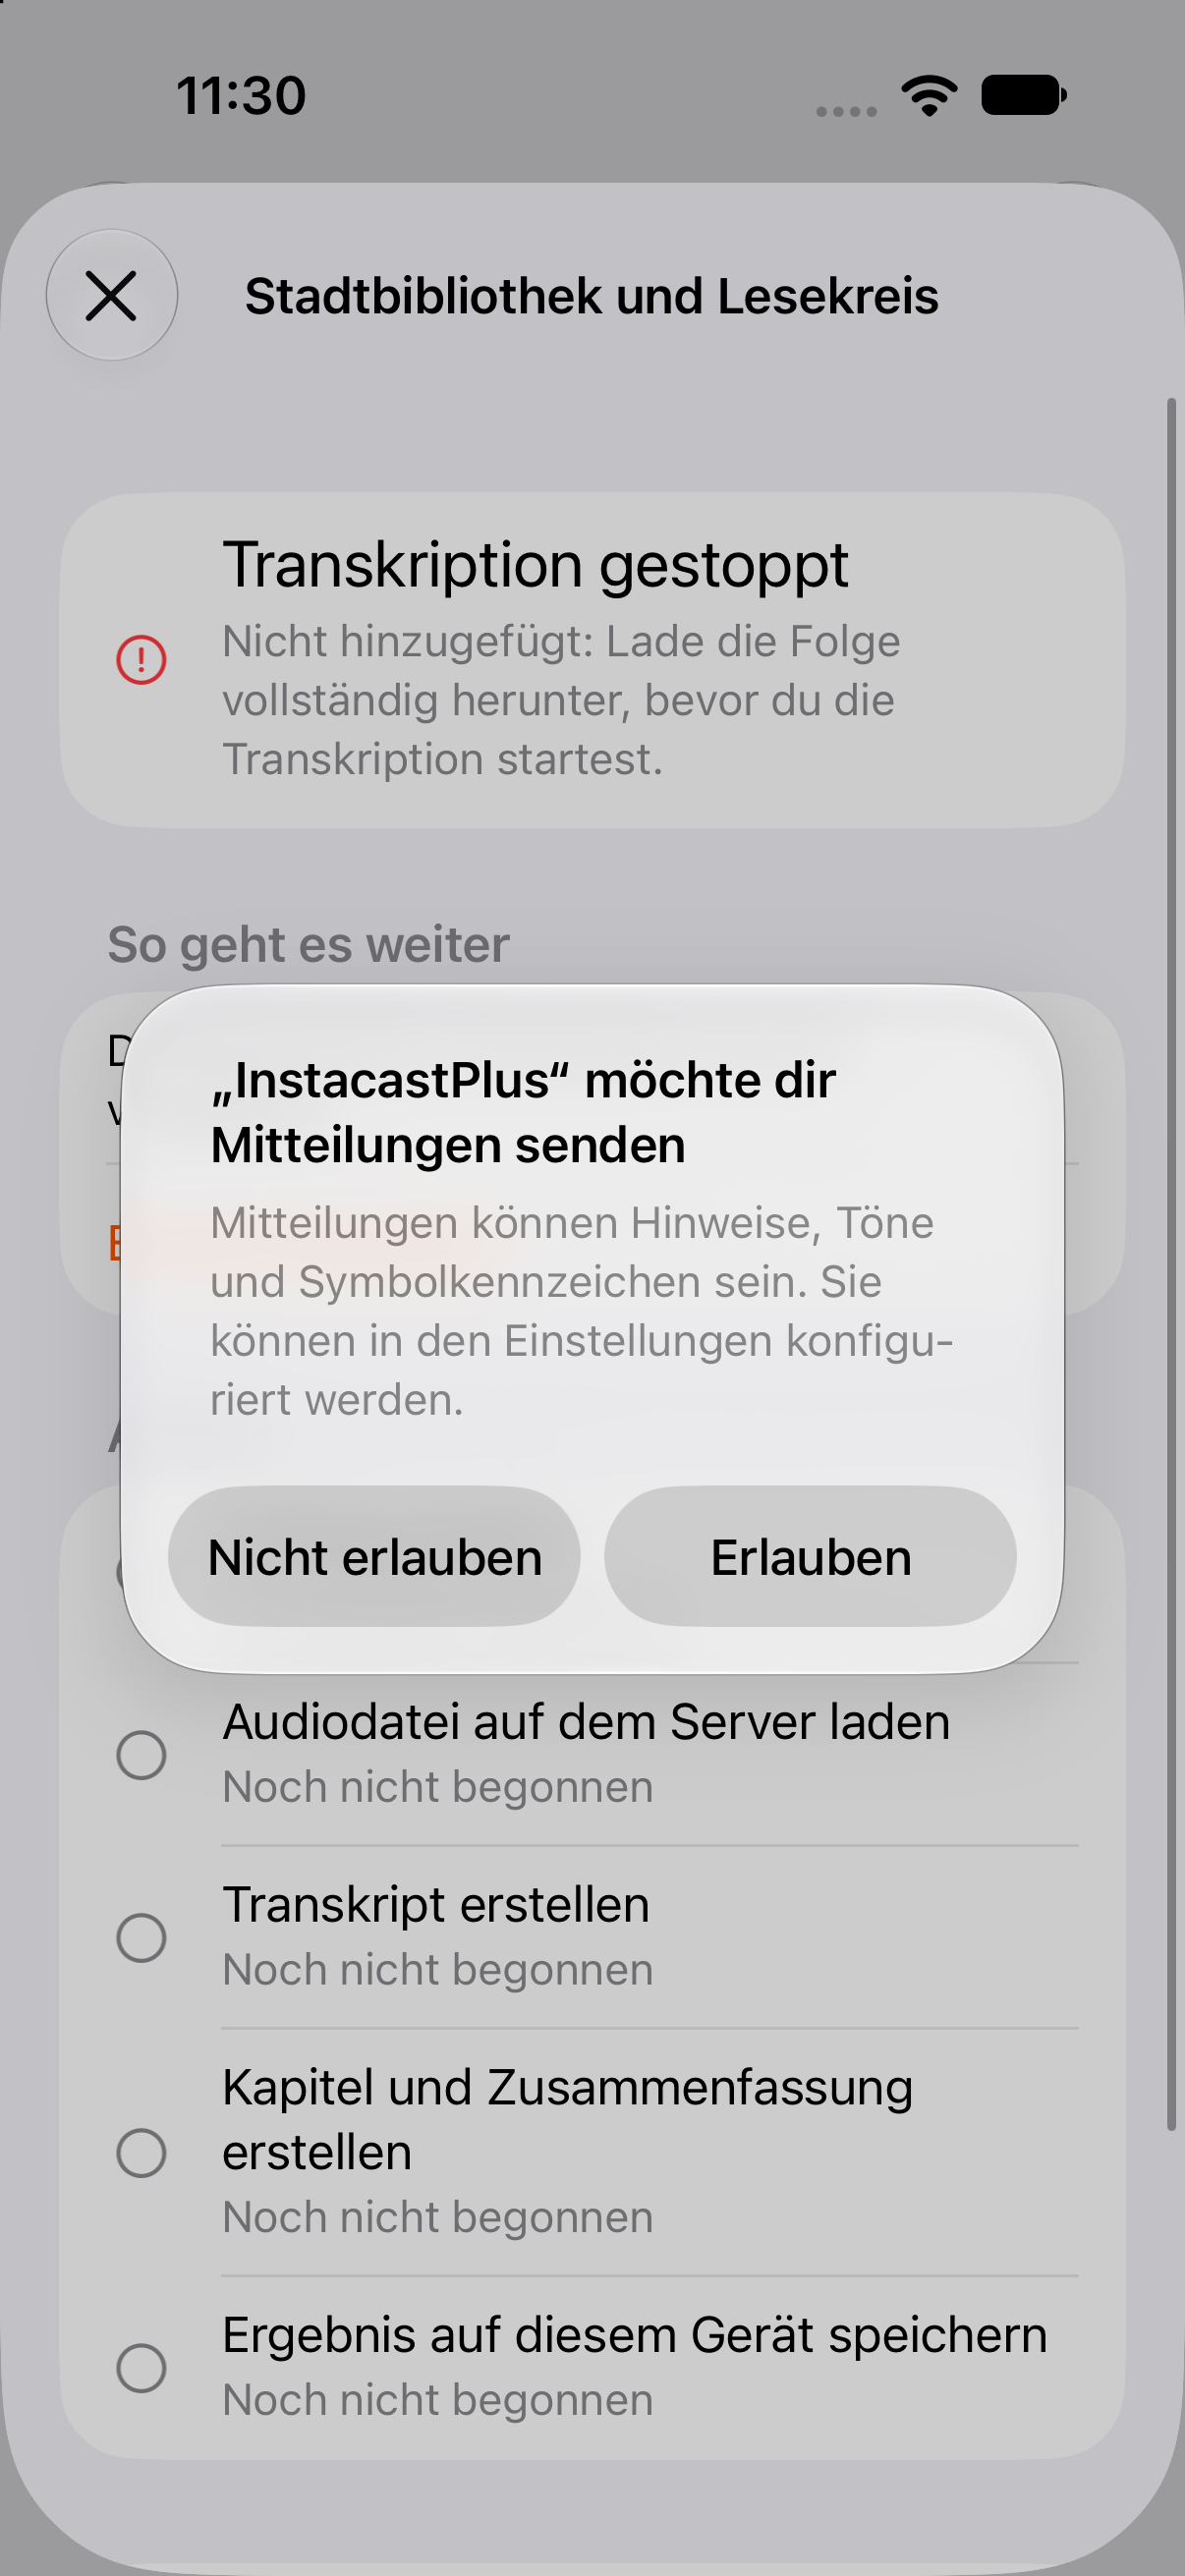 11:30
Stadtbibliothek und Lesekreis
Transkription gestoppt
Nicht hinzugefügt: Lade die Folge
vollständig herunter, bevor du die
Transkription startest.
So geht es weiter
„InstacastPlus“ möchte dir
Mitteilungen senden
Mitteilungen können Hinweise, Töne
und Symbolkennzeichen sein. Sie
können in den Einstellungen konfigu-
riert werden.
Nicht erlauben
Erlauben
Audiodatei auf dem Server laden
Noch nicht begonnen
Transkript erstellen
Noch nicht begonnen
Kapitel und Zusammenfassung
erstellen
Noch nicht begonnen
Ergebnis auf diesem Gerät speichern
Noch nicht begonnen